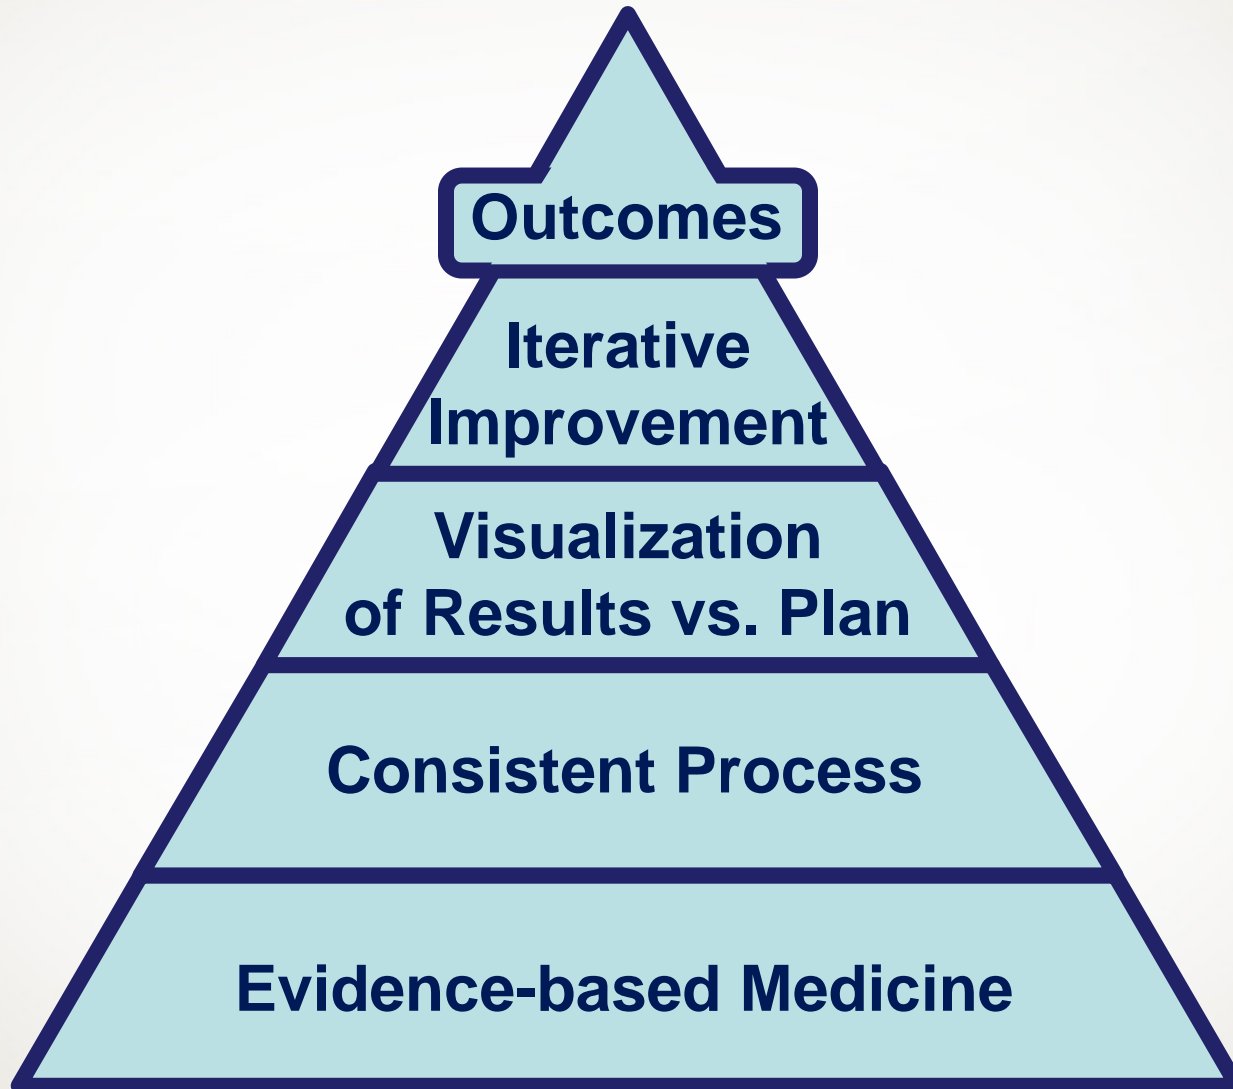 Outcomes
Iterative
Improvement
Visualization
of Results vs. Plan
Consistent Process
Evidence-based Medicine